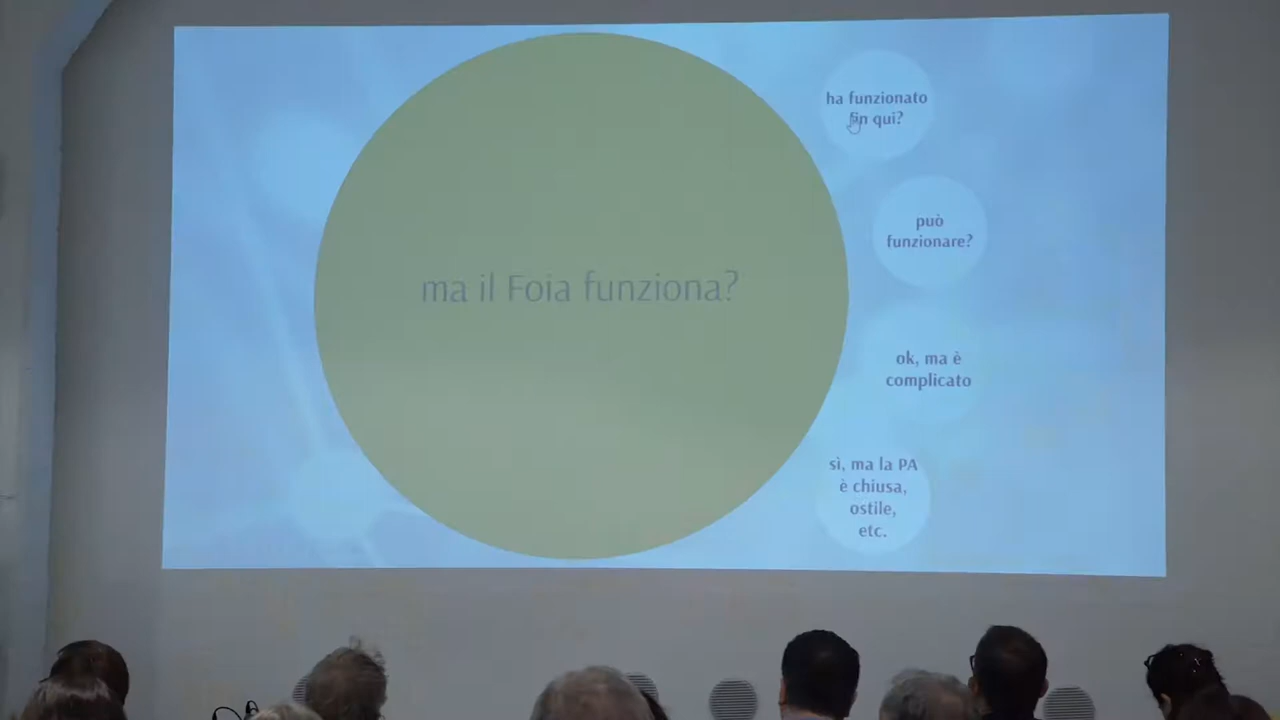 ma il Foia funziona?
ha funzionato
fin qui?
può
funzionare?
ok, ma è
complicato
sì, ma la PA
è chiusa,
ostile,
etc.